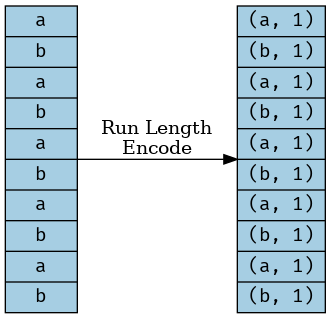 a
b
a
b
a
b
a
b
a
b
Run Length
Encode
(a, 1)
(b, 1)
(a, 1)
(b, 1)
(a, 1)
(b, 1)
(a, 1)
(b, 1)
(a, 1)
(b, 1)